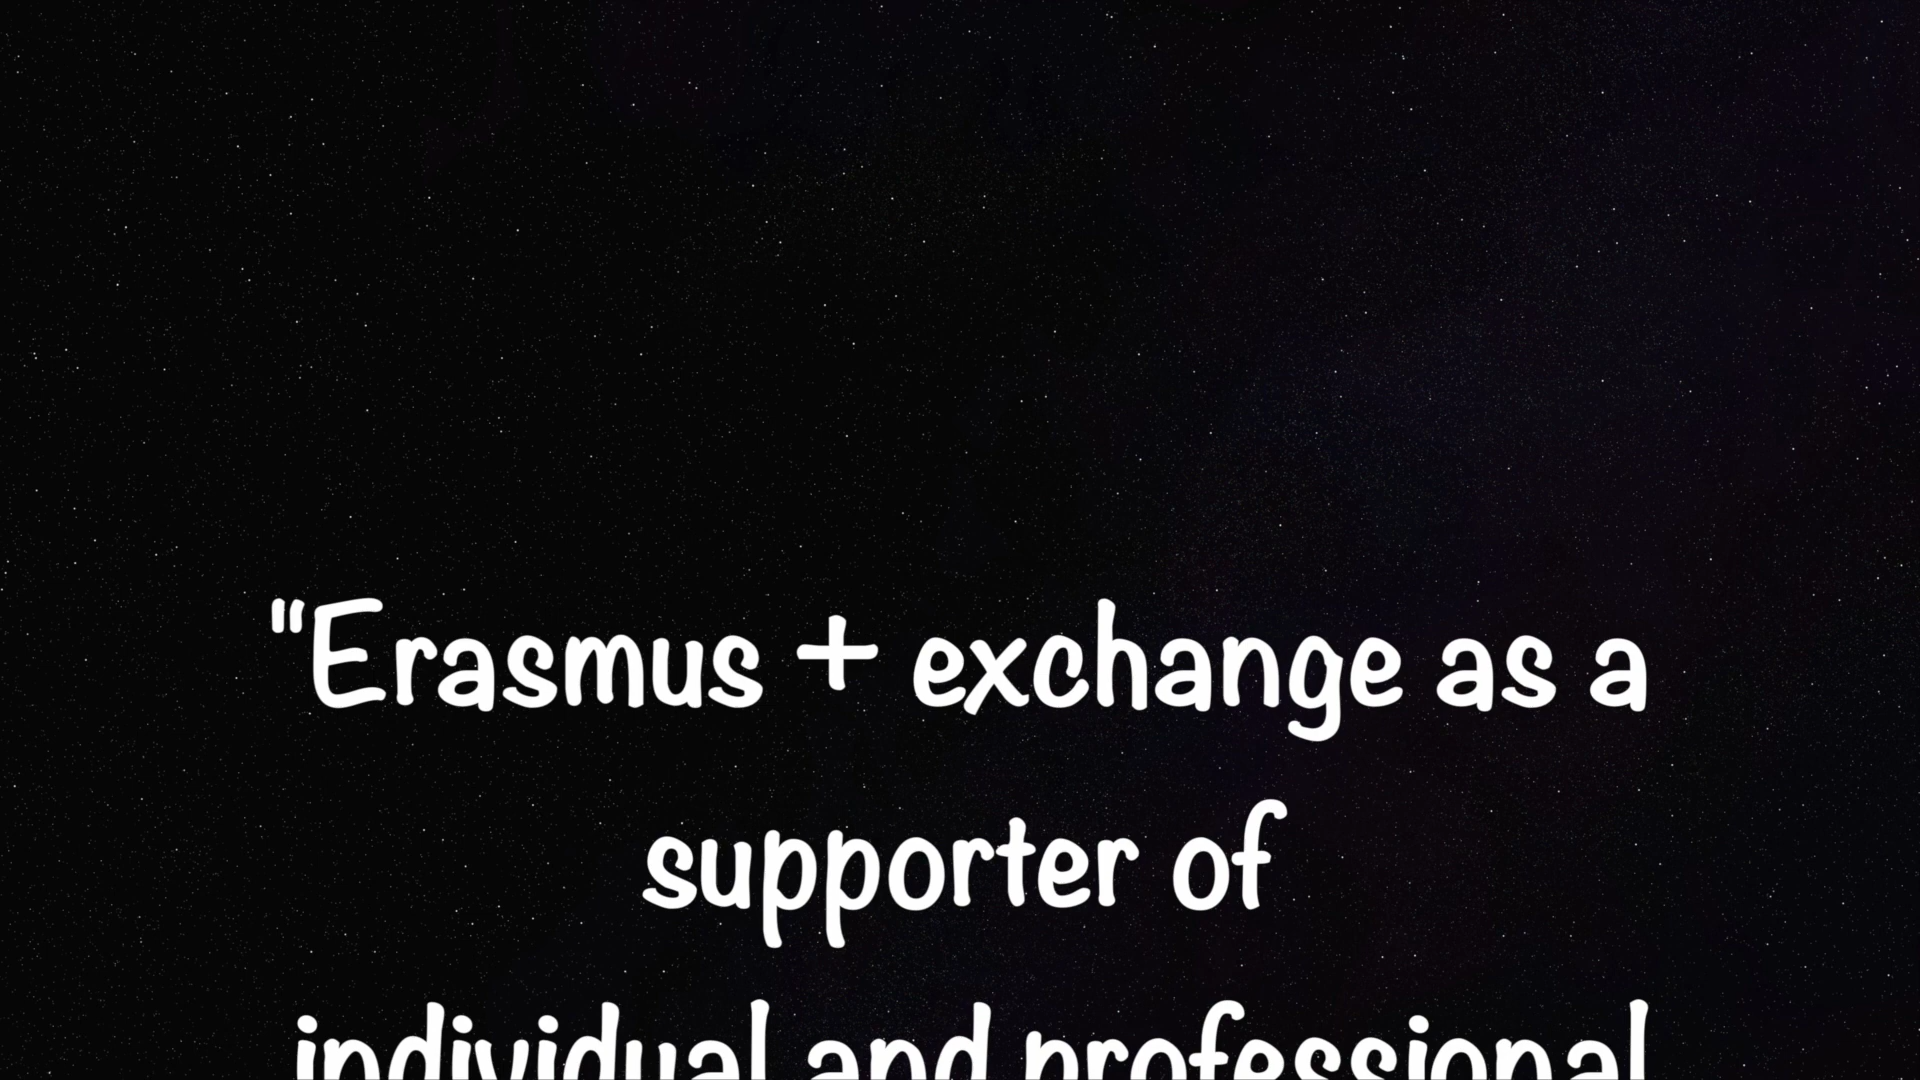 "Erasmus + exchange as a
supporter of
individual and professional